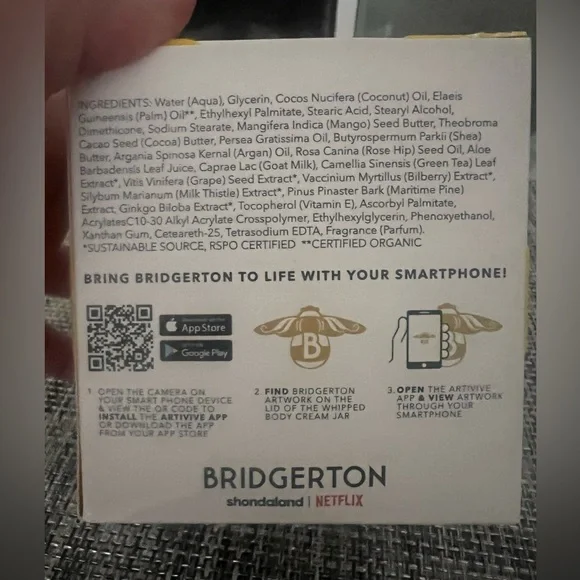 INGREDIENTS: Water (Aqua), Glycerin, Cocos Nucifera (Coconut) Oil, Elaeis
Guineensis (Palm) Oil**, Ethylhexyl Palmitate, Stearic Acid, Stearyl Alcohol,
Dimethicone, Sodium Stearate, Mangifera Indica (Mango) Seed Butter, Theobroma
Cacao Seed (Cocoa) Butter, Persea Gratissima Oil, Butyrospermum Parkii (Shea)
Butter, Argania Spinosa Kernal (Argan) Oil, Rosa Canina (Rose Hip) Seed Oil, Aloe
Barbadensis Leaf Juice, Caprae Lac (Goat Milk), Camellia Sinensis (Green Tea) Leaf
Extract*, Vitis Vinifera (Grape) Seed Extract*, Vaccinium Myrtillus (Bilberry) Extract*,
Silybum Marianum (Milk Thistle) Extract*, Pinus Pinaster Bark (Maritime Pine)
Extract, Ginkgo Biloba Extract*, Tocopherol (Vitamin E), Ascorbyl Palmitate,
AcrylatesC10-30 Alkyl Acrylate Crosspolymer, Ethylhexylglycerin, Phenoxyethanol,
Xanthan Gum, Ceteareth-25, Tetrasodium EDTA, Fragrance (Parfum).
*SUSTAINABLE SOURCE, RSPO CERTIFIED **CERTIFIED ORGANIC
BRING BRIDGERTON TO LIFE WITH YOUR SMARTPHONE!
App Store
Google Play
B
1. OPEN THE CAMERA ON
YOUR SMART PHONE DEVICE
& VIEW THE QR CODE TO
INSTALL THE ARTIVIVE APP
OR DOWNLOAD THE APP
FROM YOUR APP STORE
2. FIND BRIDGERTON
ARTWORK ON THE
LID OF THE WHIPPED
BODY CREAM JAR
3. OPEN THE ARTIVIVE
APP & VIEW ARTWORK
THROUGH YOUR
SMARTPHONE
BRIDGERTON
shondaland | NETFLIX